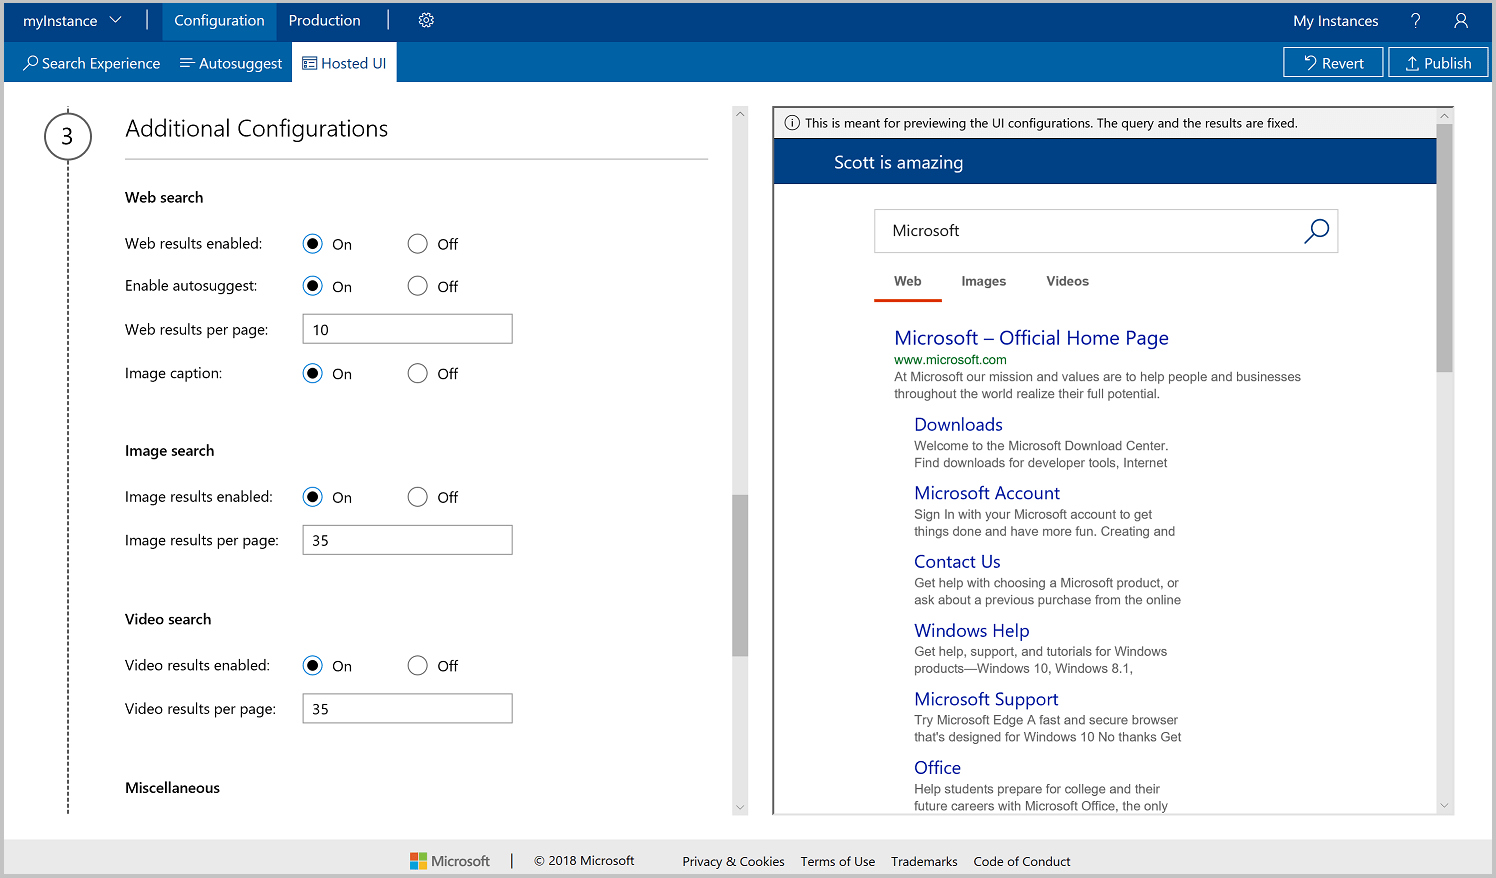 myInstance
Configuration
Production
My Instances
?
Search Experience
Autosuggest
Hosted UI
Revert
Publish
3
Additional Configurations
Web search
Web results enabled: On Off
Enable autosuggest: On Off
Web results per page: 10
Image caption: On Off
Image search
Image results enabled: On Off
Image results per page: 35
Video search
Video results enabled: On Off
Video results per page: 35
Miscellaneous
This is meant for previewing the UI configurations. The query and the results are fixed.
Scott is amazing
Microsoft
Web Images Videos
Microsoft – Official Home Page
www.microsoft.com
At Microsoft our mission and values are to help people and businesses
throughout the world realize their full potential.
Downloads
Welcome to the Microsoft Download Center.
Find downloads for developer tools, Internet
Microsoft Account
Sign In with your Microsoft account to get
things done and have more fun. Creating and
Contact Us
Get help with choosing a Microsoft product, or
ask about a previous purchase from the online
Windows Help
Get help, support, and tutorials for Windows
products—Windows 10, Windows 8.1,
Microsoft Support
Try Microsoft Edge A fast and secure browser
that's designed for Windows 10 No thanks Get
Office
Help students prepare for college and their
future careers with Microsoft Office, the only
Microsoft | © 2018 Microsoft Privacy & Cookies Terms of Use Trademarks Code of Conduct